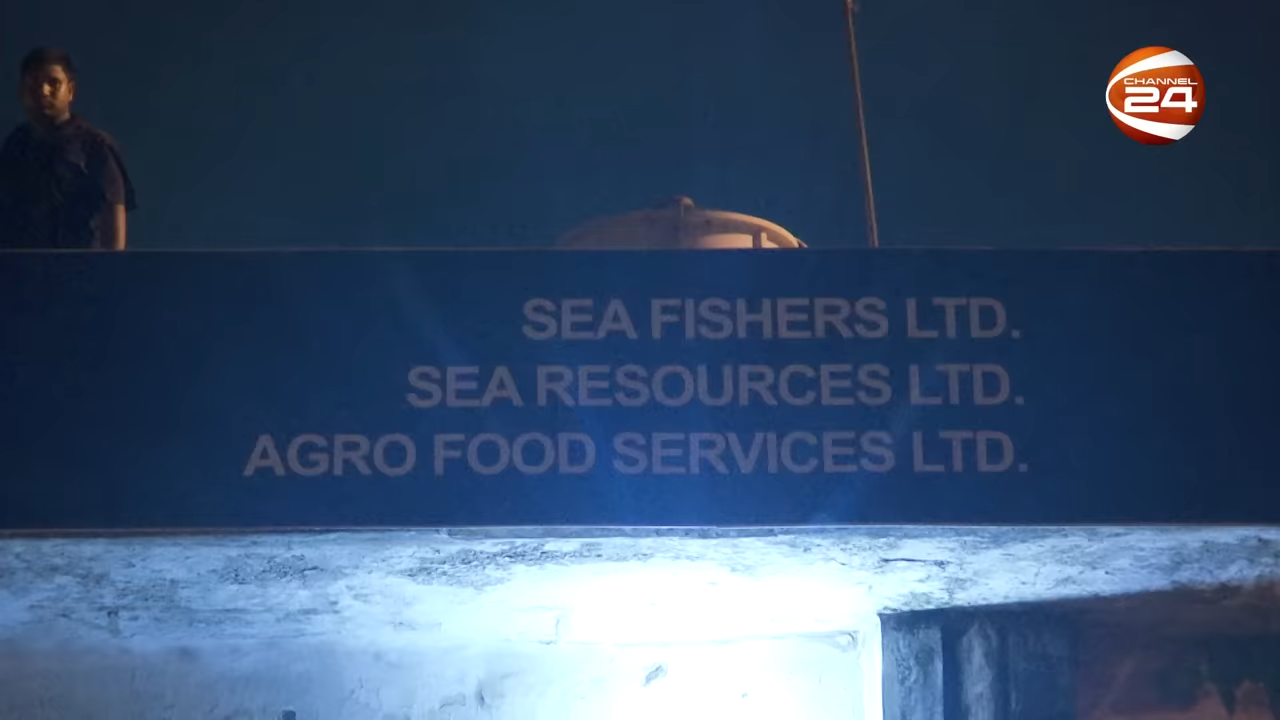 CHANNEL
24
SEA FISHERS LTD.
SEA RESOURCES LTD.
AGRO FOOD SERVICES LTD.